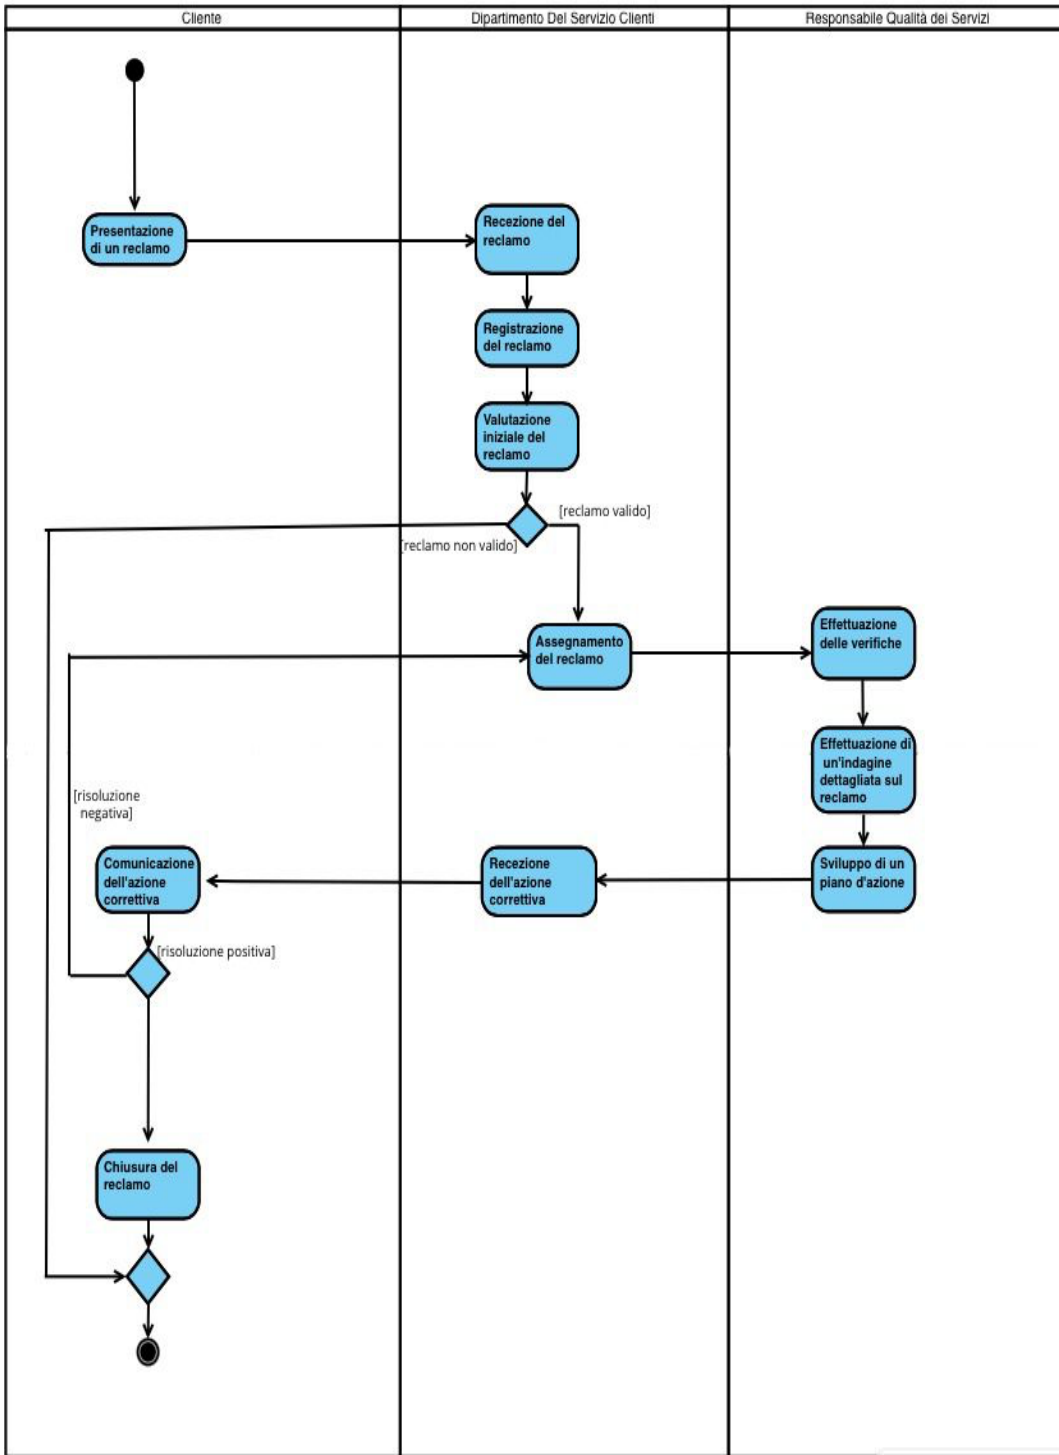 Cliente
Dipartimento Del Servizio Clienti
Responsabile Qualità dei Servizi
Presentazione
di un reclamo
Recezione del
reclamo
Registrazione
del reclamo
Valutazione
iniziale del
reclamo
[reclamo valido]
[reclamo non valido]
Assegnamento
del reclamo
Effettuazione
delle verifiche
Effettuazione di
un'indagine
dettagliata sul
reclamo
[risoluzione
negativa]
Comunicazione
dell'azione
correttiva
Recezione
dell'azione
correttiva
Sviluppo di un
piano d'azione
[risoluzione positiva]
Chiusura del
reclamo